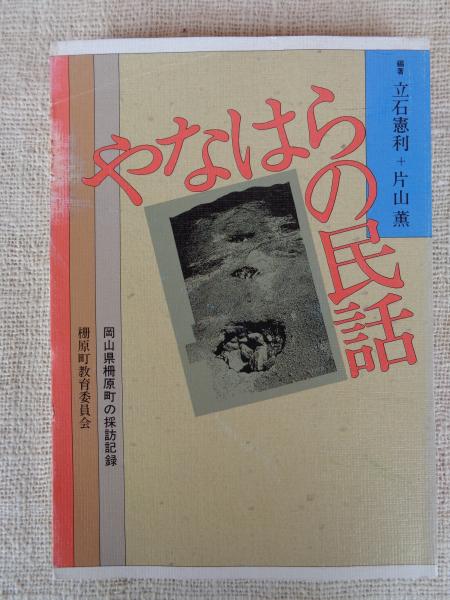 編著
立石憲利+片山薫
やなはらの民話
岡山県柵原町の採訪記録
柵原町教育委員会